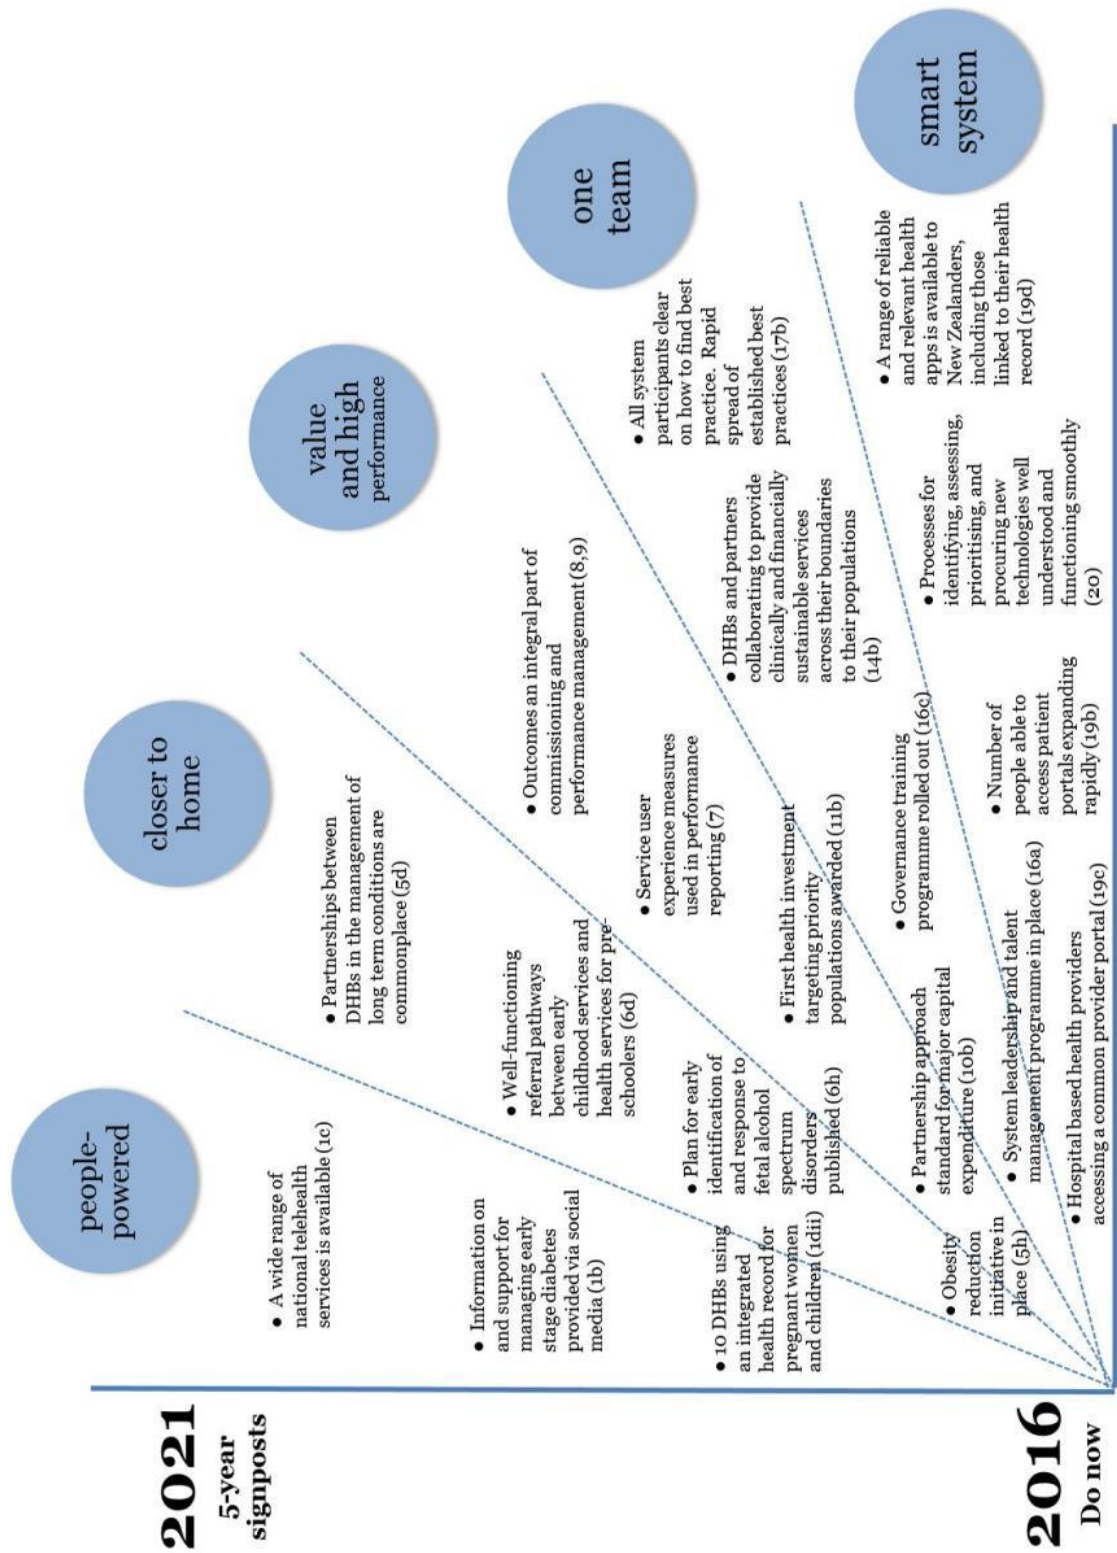 2021
5-year
signposts
people-
powered
closer to
home
value
and high
performance
one
team
smart
system
• A wide range of
national telehealth
services is available (1c)
• Information on
and support for
managing early
stage diabetes
provided via social
media (1b)
• 10 DHBs using
an integrated
health record for
pregnant women
and children (1dii)
• Partnerships between
DHBs in the management of
long term conditions are
commonplace (5d)
• Well-functioning
referral pathways
between early
childhood services and
health services for pre-
schoolers (6d)
• Plan for early
identification of
and response to
fetal alcohol
spectrum
disorders
published (6h)
• Obesity
reduction
initiative in
place (5h)
• Outcomes an integral part of
commissioning and
performance management (8,9)
• Service user
experience measures
used in performance
reporting (7)
• First health investment
targeting priority
populations awarded (11b)
• Partnership approach
standard for major capital
expenditure (10b)
• All system
participants clear
on how to find best
practice. Rapid
spread of
established best
practices (17b)
• DHBs and partners
collaborating to provide
clinically and financially
sustainable services
across their boundaries
to their populations
(14b)
• Governance training
programme rolled out (16c)
• System leadership and talent
management programme in place (16a)
• A range of reliable
and relevant health
apps is available to
New Zealanders,
including those
linked to their health
record (19d)
• Processes for
identifying, assessing,
prioritising, and
procuring new
technologies well
understood and
functioning smoothly
(20)
• Number of
people able to
access patient
portals expanding
rapidly (19b)
• Hospital based health providers
accessing a common provider portal (19c)
2016
Do now